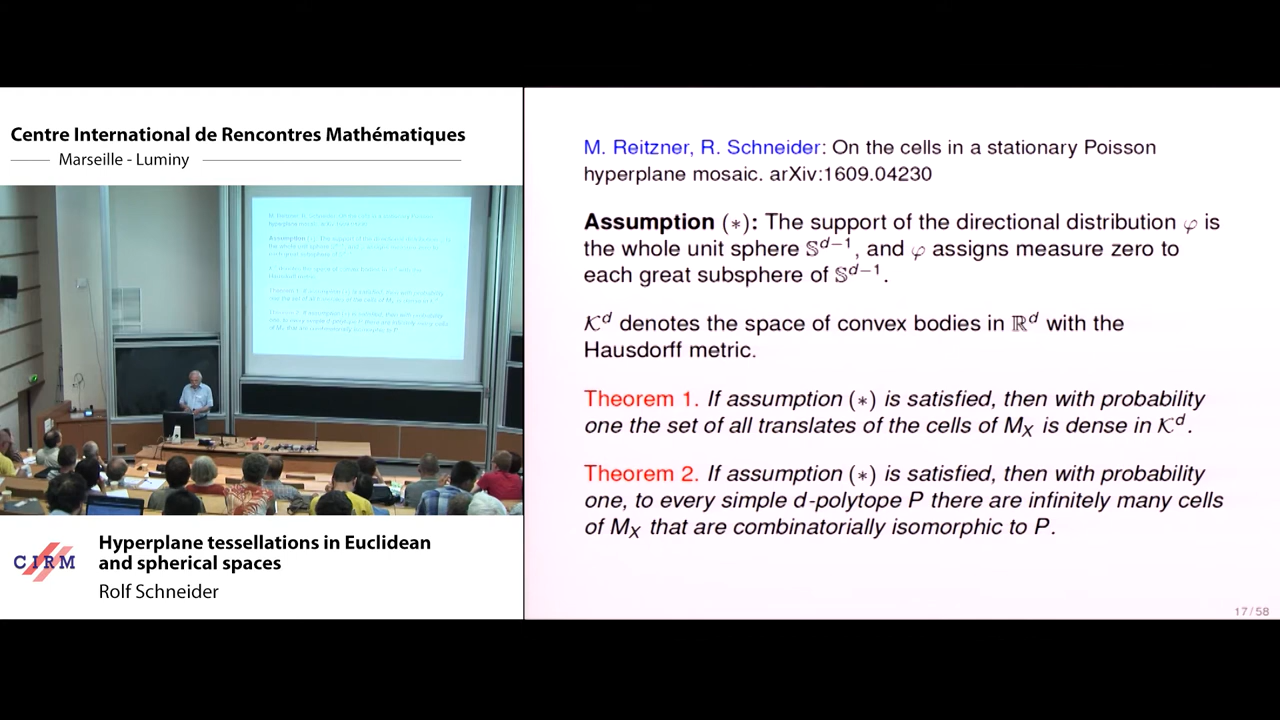 Centre International de Rencontres Mathématiques
Marseille - Luminy
M. Reitzner, R. Schneider: On the cells in a stationary Poisson
hyperplane mosaic. arXiv:1609.04230
Assumption (∗): The support of the directional distribution φ is
the whole unit sphere 𝕊ᵈ⁻¹, and φ assigns measure zero to
each great subsphere of 𝕊ᵈ⁻¹.
𝒦ᵈ denotes the space of convex bodies in ℝᵈ with the
Hausdorff metric.
Theorem 1. If assumption (∗) is satisfied, then with probability
one the set of all translates of the cells of M_X is dense in 𝒦ᵈ.
Theorem 2. If assumption (∗) is satisfied, then with probability
one, to every simple d-polytope P there are infinitely many cells
of M_X that are combinatorially isomorphic to P.
CIRM
Hyperplane tessellations in Euclidean
and spherical spaces
Rolf Schneider
17/58